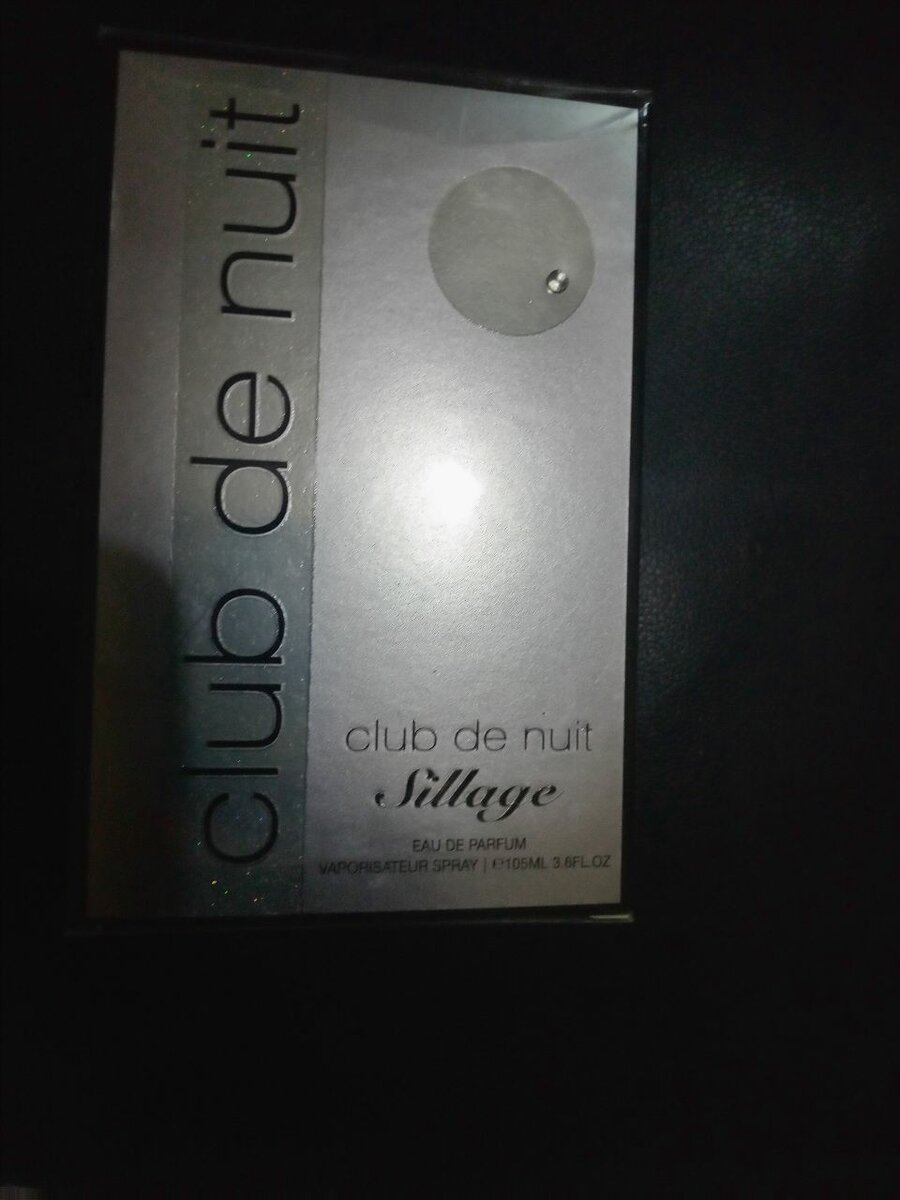 club de nuit
club de nuit
Sillage
EAU DE PARFUM
VAPORISATEUR SPRAY | ℮105ML 3.6FL.OZ